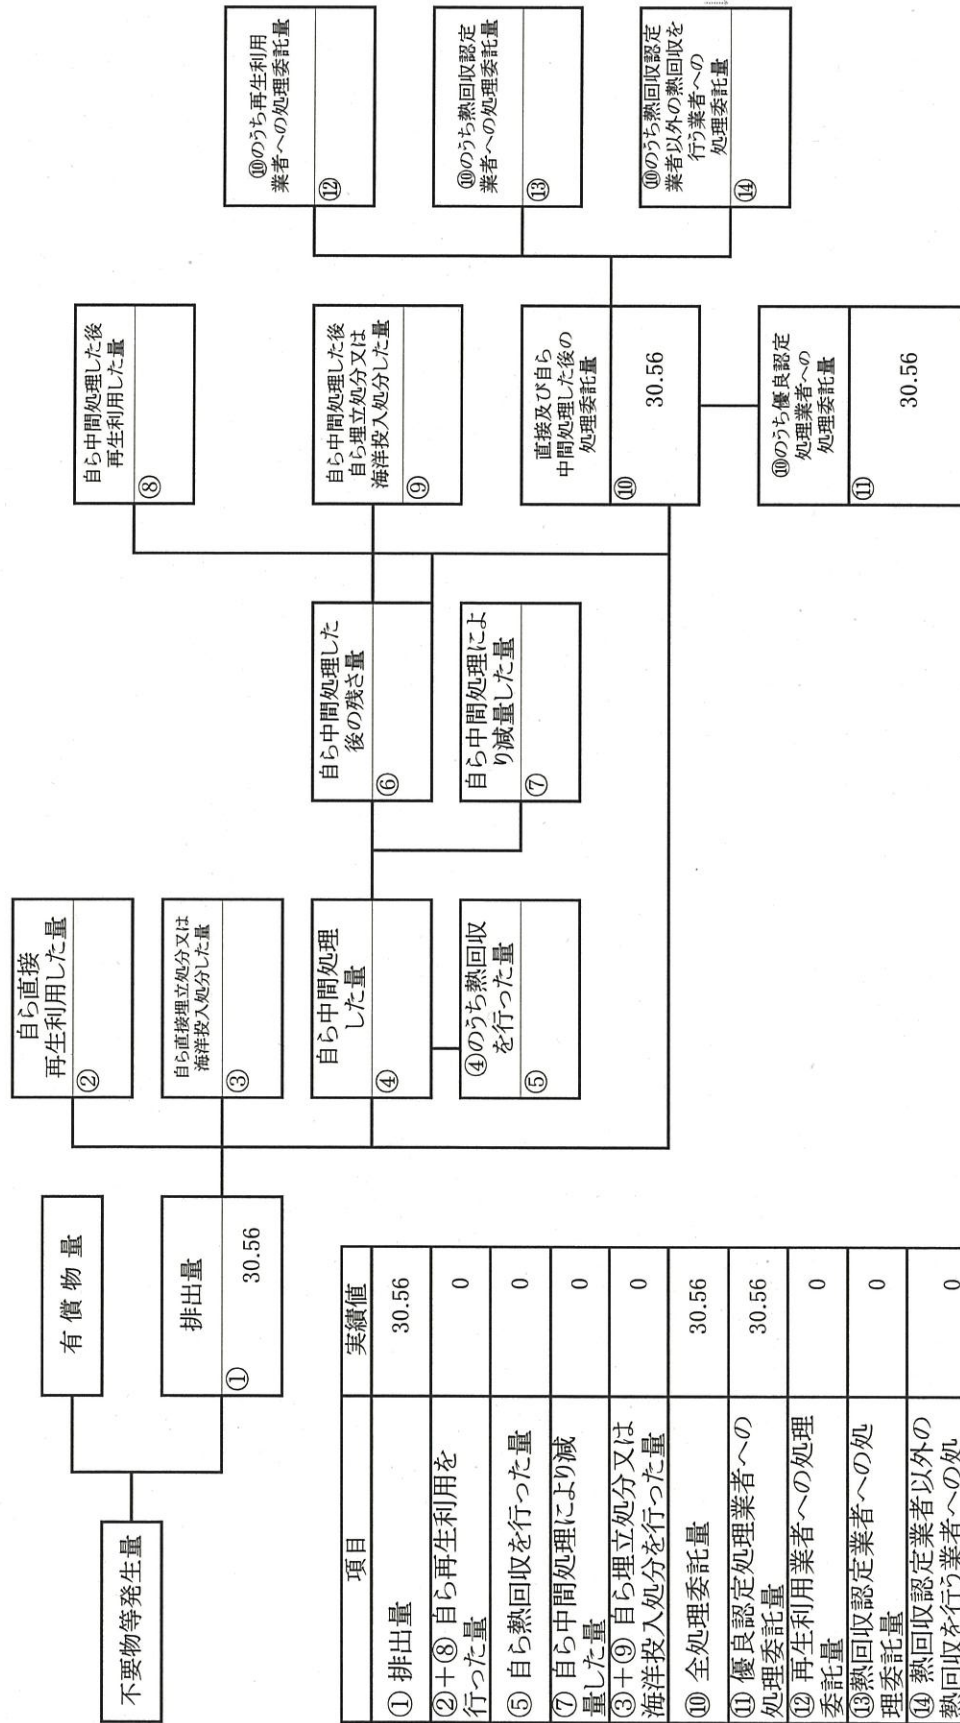 不要物等発生量
有償物量
排出量
①
30.56
自ら直接
再生利用した量
②
自ら直接埋立処分又は
海洋投入処分した量
③
自ら中間処理
した量
④
④のうち熱回収
を行った量
⑤
自ら中間処理した
後の残さ量
⑥
自ら中間処理によ
り減量した量
⑦
自ら中間処理した後
再生利用した量
⑧
自ら中間処理した後
自ら埋立処分又は
海洋投入処分した量
⑨
直接及び自ら
中間処理した後の
処理委託量
⑩
30.56
⑩のうち優良認定
処理業者への
処理委託量
⑪
30.56
⑩のうち再生利用
業者への処理委託量
⑫
⑩のうち熱回収認定
業者への処理委託量
⑬
⑩のうち熱回収認定
業者以外の熱回収を
行う業者への
処理委託量
⑭
項目 実績値
① 排出量 30.56
②+⑧ 自ら再生利用を
行った量 0
⑤ 自ら熱回収を行った量 0
⑦ 自ら中間処理により減
量した量 0
③+⑨ 自ら埋立処分又は
海洋投入処分を行った量 0
⑩ 全処理委託量 30.56
⑪ 優良認定処理業者への
処理委託量 30.56
⑫ 再生利用業者への処理
委託量 0
⑬熱回収認定業者への処
理委託量 0
⑭ 熱回収認定業者以外の
熱回収を行う業者への処 0